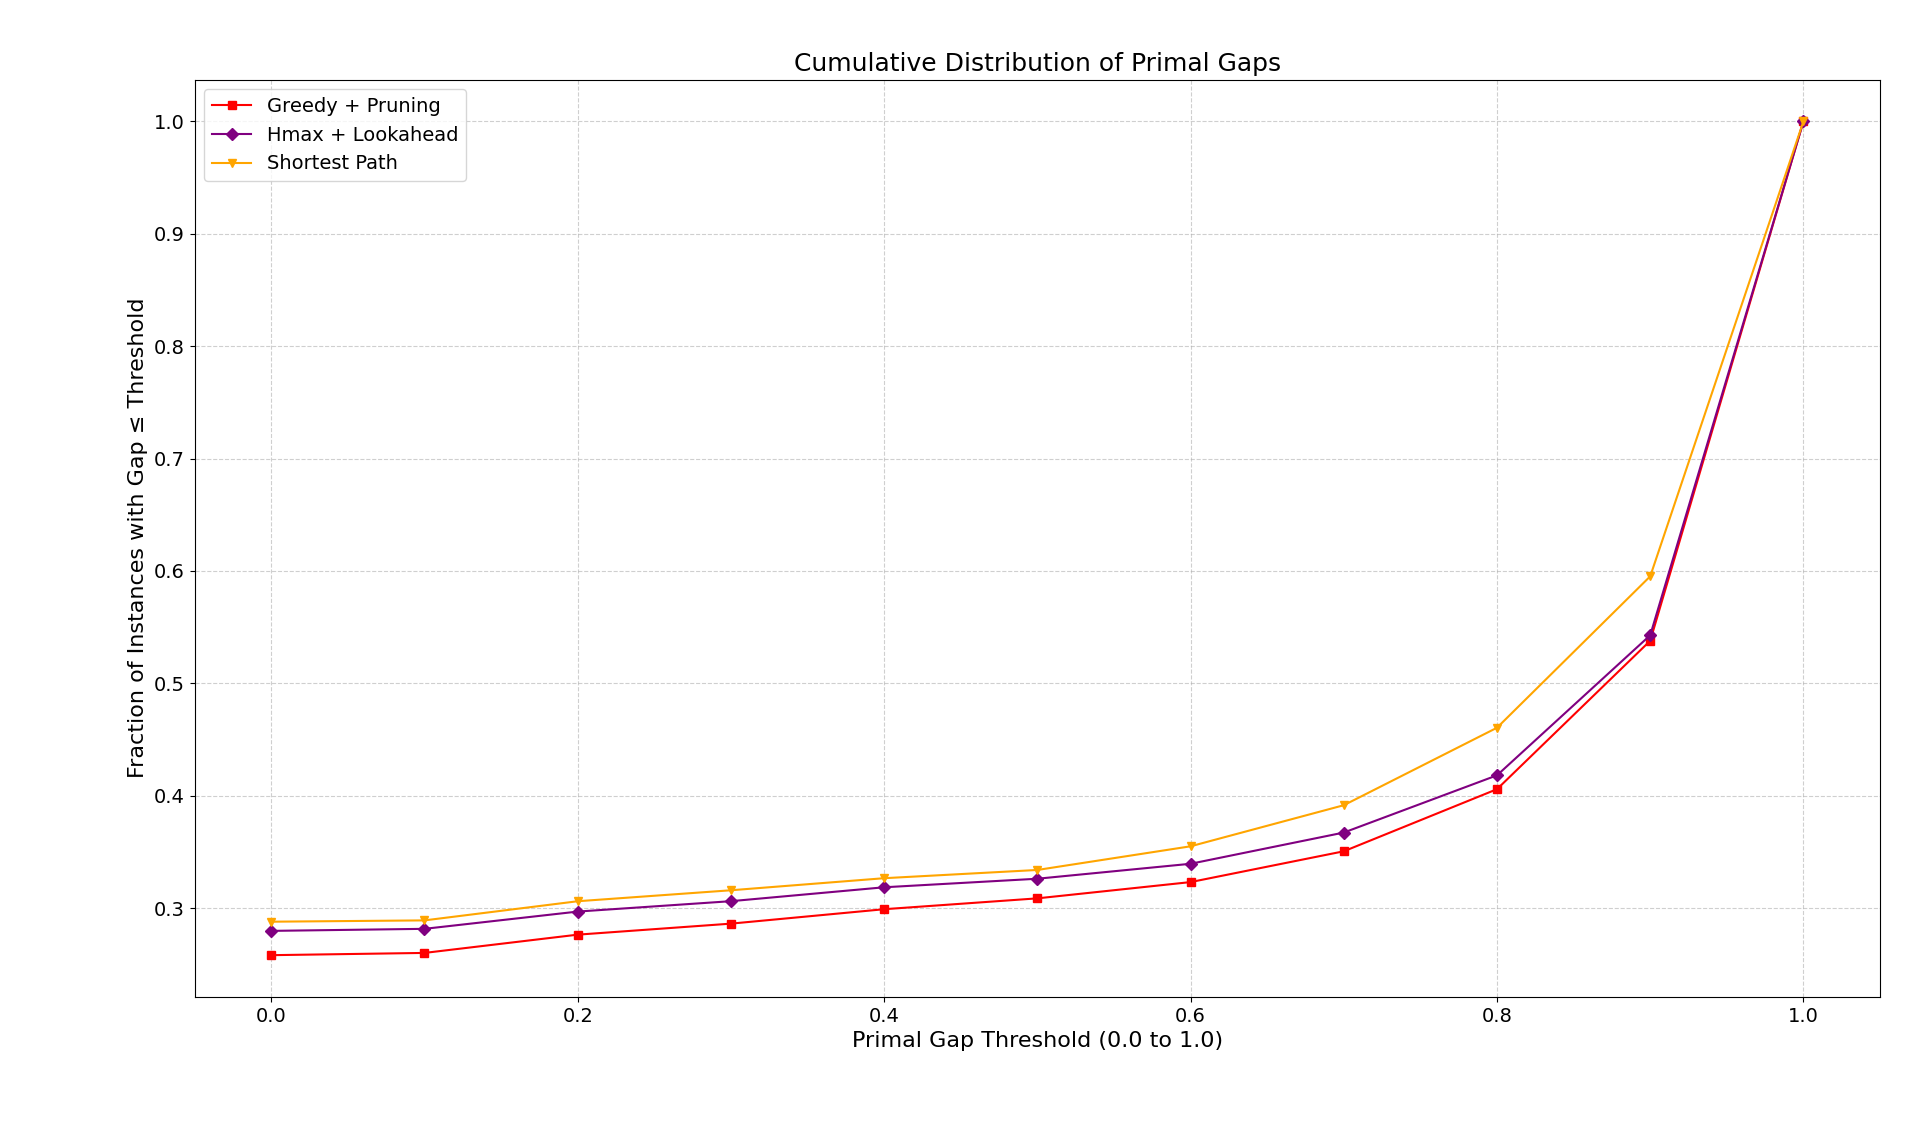 Cumulative Distribution of Primal Gaps
Greedy + Pruning
Hmax + Lookahead
Shortest Path
Fraction of Instances with Gap ≤ Threshold
1.0
0.9
0.8
0.7
0.6
0.5
0.4
0.3
0.0 0.2 0.4 0.6 0.8 1.0
Primal Gap Threshold (0.0 to 1.0)